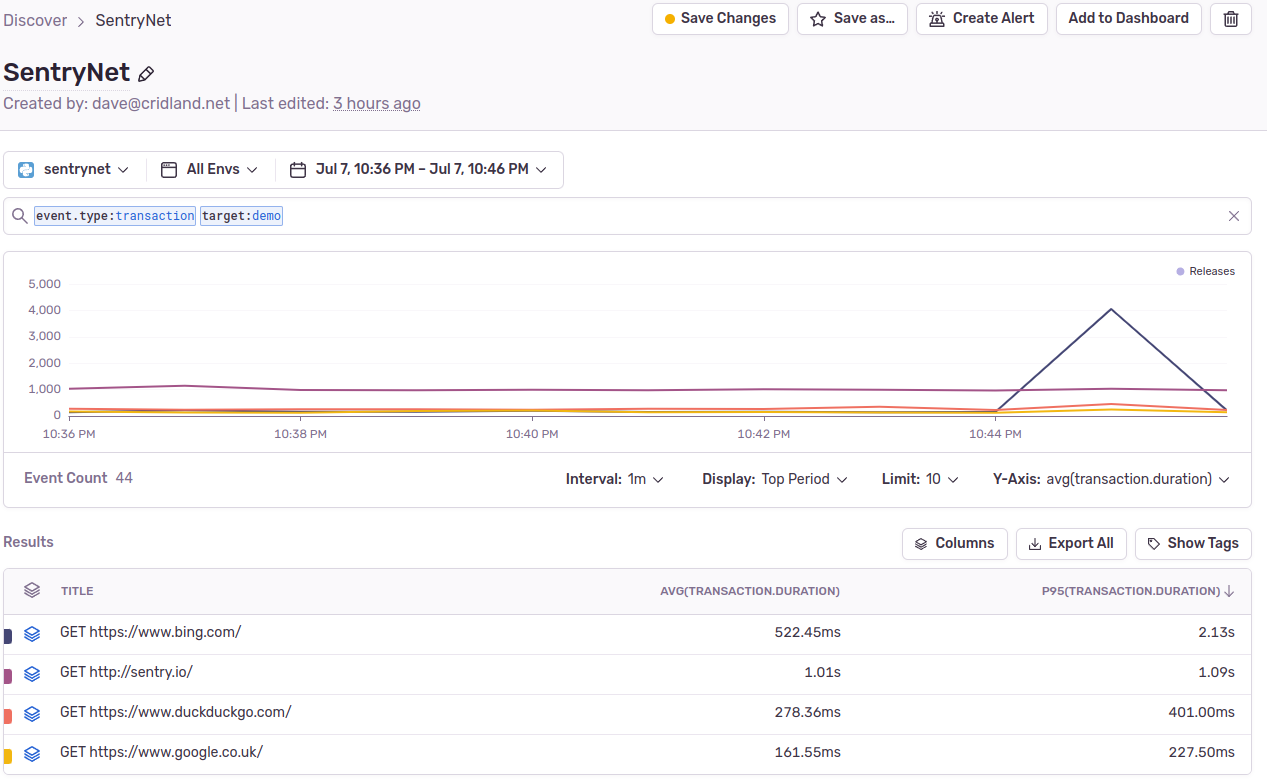 Discover > SentryNet
Save Changes
Save as...
Create Alert
Add to Dashboard
SentryNet
Created by: dave@cridland.net | Last edited: 3 hours ago
sentrynet
All Envs
Jul 7, 10:36 PM – Jul 7, 10:46 PM
event.type:transaction target:demo
Releases
5,000
4,000
3,000
2,000
1,000
0
10:36 PM 10:38 PM 10:40 PM 10:42 PM 10:44 PM
Event Count 44
Interval: 1m
Display: Top Period
Limit: 10
Y-Axis: avg(transaction.duration)
Results
Columns
Export All
Show Tags
TITLE AVG(TRANSACTION.DURATION) P95(TRANSACTION.DURATION)
GET https://www.bing.com/ 522.45ms 2.13s
GET http://sentry.io/ 1.01s 1.09s
GET https://www.duckduckgo.com/ 278.36ms 401.00ms
GET https://www.google.co.uk/ 161.55ms 227.50ms